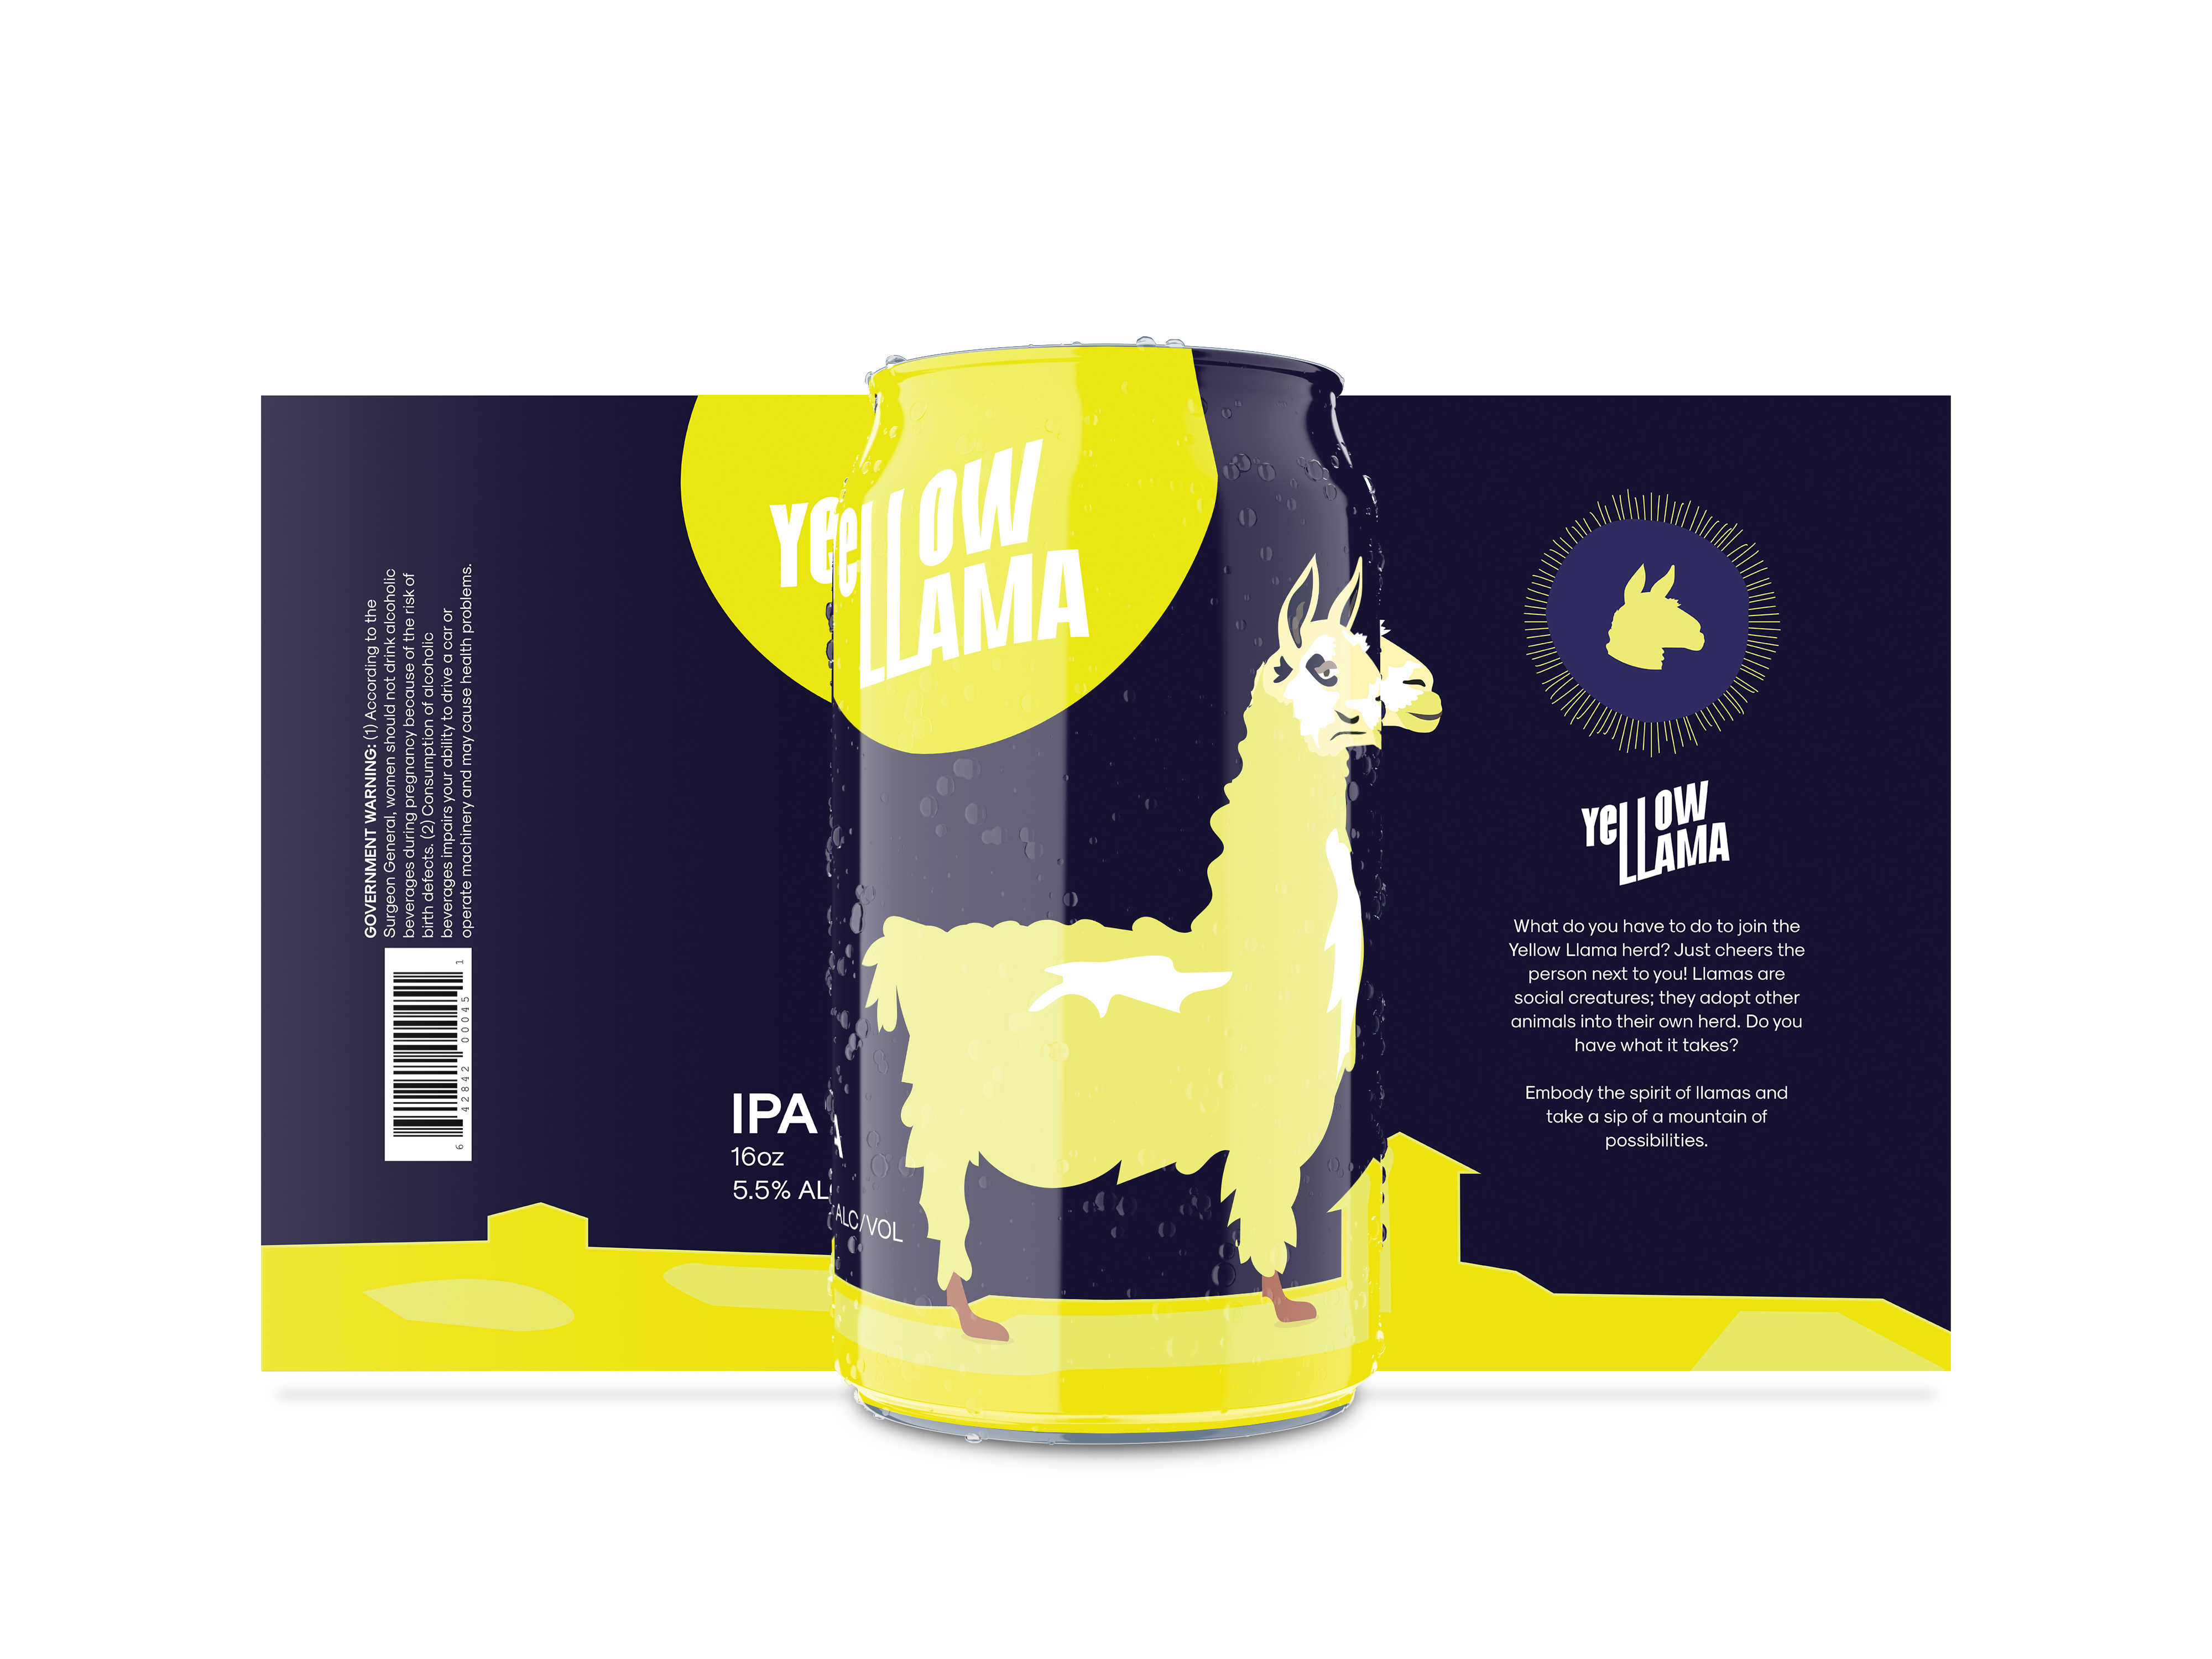 GOVERNMENT WARNING: (1) According to the
Surgeon General, women should not drink alcoholic
beverages during pregnancy because of the risk of
birth defects. (2) Consumption of alcoholic
beverages impairs your ability to drive a car or
operate machinery and may cause health problems.
6 42842 00045 1
Ye
eLLOW
LLAMA
IPA
16oz
5.5% ALC
A
ALC/VOL
YeLLOW
LLAMA
What do you have to do to join the
Yellow Llama herd? Just cheers the
person next to you! Llamas are
social creatures; they adopt other
animals into their own herd. Do you
have what it takes?
Embody the spirit of llamas and
take a sip of a mountain of
possibilities.